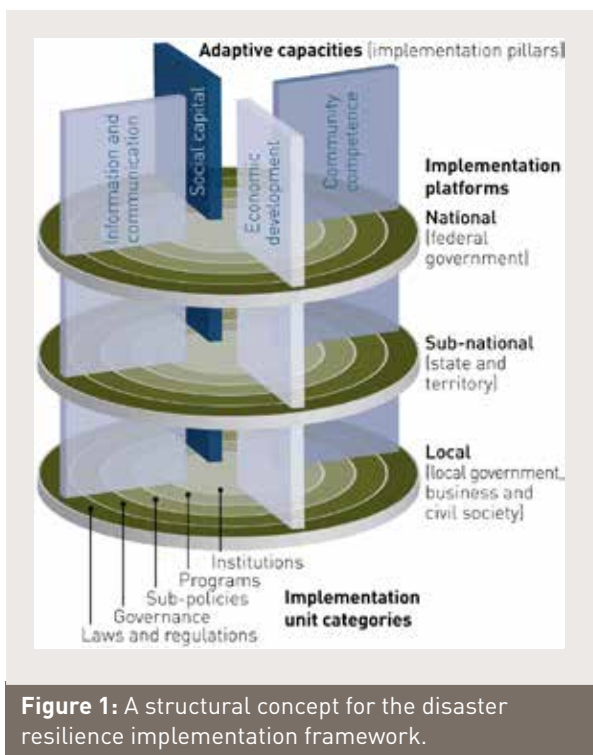 Adaptive capacities (implementation pillars)
Information and
communication
Social capital
Economic
development
Community
competence
Implementation
platforms
National
(federal
government)
Sub-national
(state and
territory)
Local
(local government,
business and
civil society)
Institutions
Programs
Sub-policies
Governance
Laws and regulations
Implementation
unit categories
Figure 1: A structural concept for the disaster
resilience implementation framework.